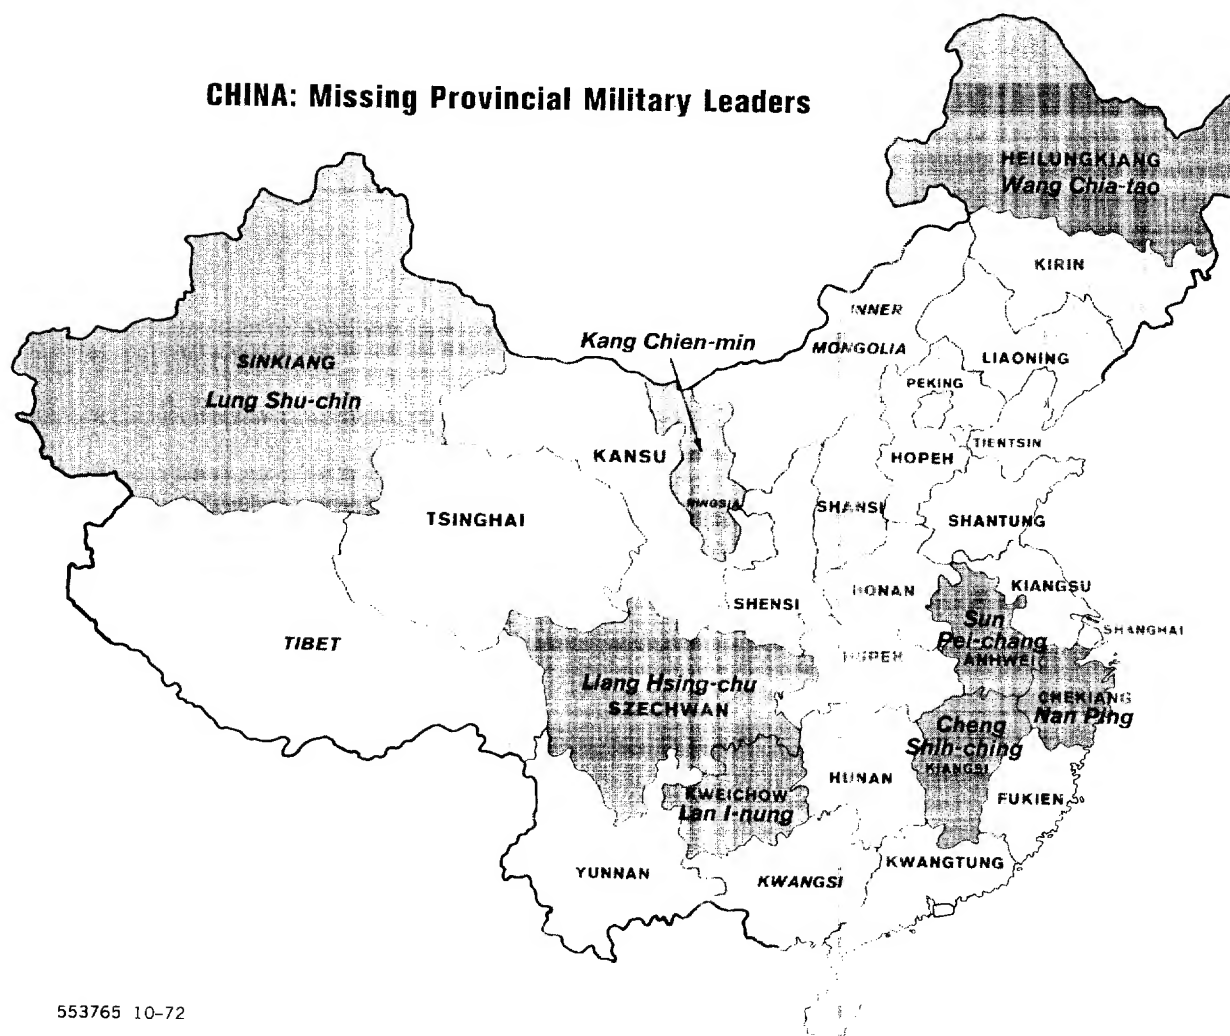 CHINA: Missing Provincial Military Leaders
HEILUNGKIANG
Wang Chia-tao
KIRIN
INNER
MONGOLIA
Kang Chien-min
LIAONING
SINKIANG
Lung Shu-chin
PEKING
TIENTSIN
KANSU
HOPEH
NINGSIA
SHANSI
TSINGHAI
SHANTUNG
KIANGSU
HONAN
SHENSI
Sun
Pei-chang
ANHWEI
SHANGHAI
TIBET
HUPEH
Liang Hsing-chu
SZECHWAN
CHEKIANG
Nan Ping
Cheng
Shih-ching
KIANGSI
HUNAN
KWEICHOW
Lan I-nung
FUKIEN
KWANGTUNG
YUNNAN
KWANGSI
553765 10-72